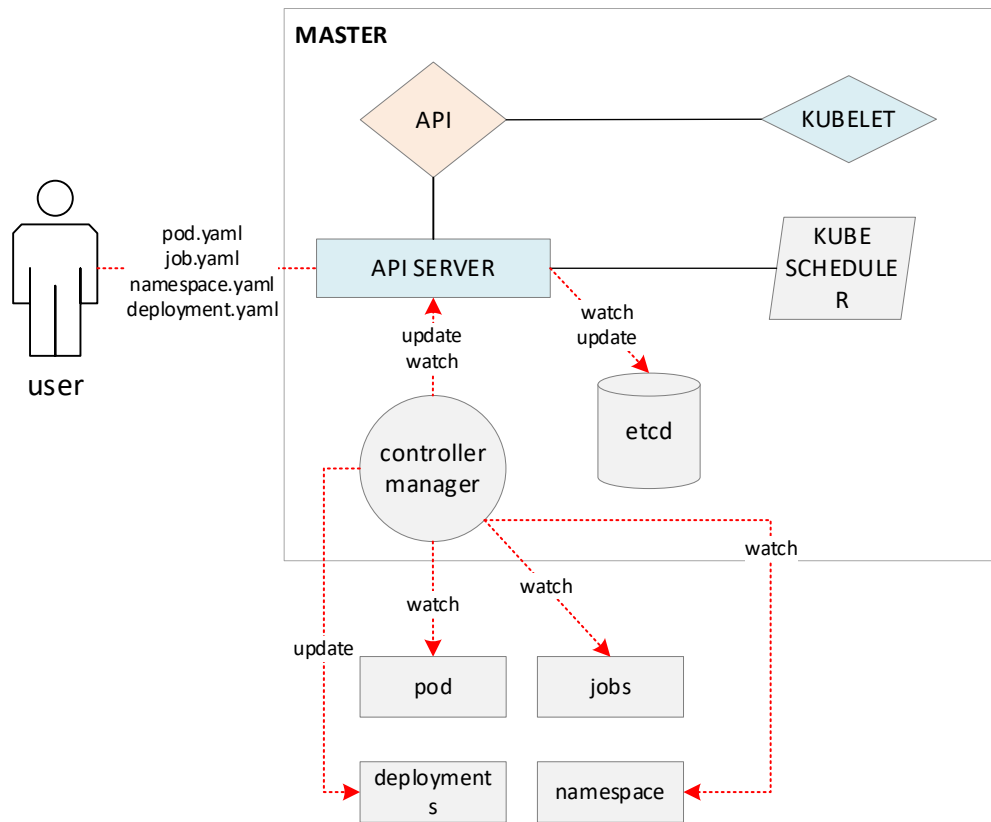 MASTER
API
KUBELET
pod.yaml
job.yaml
namespace.yaml
deployment.yaml
API SERVER
KUBE
SCHEDULE
R
user
update
watch
watch
update
etcd
controller
manager
watch
watch
watch
update
pod
jobs
deployment
s
namespace